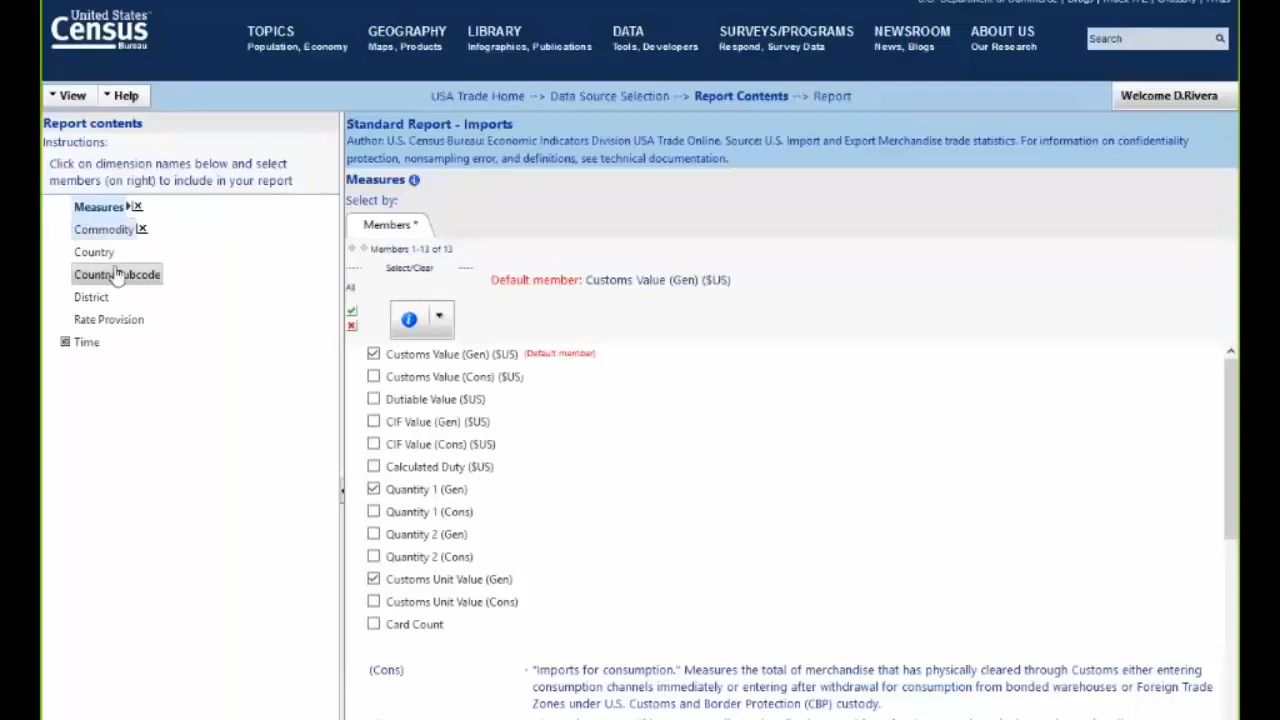 United States
Census
Bureau
TOPICS
Population, Economy
GEOGRAPHY
Maps, Products
LIBRARY
Infographics, Publications
DATA
Tools, Developers
SURVEYS/PROGRAMS
Respond, Survey Data
NEWSROOM
News, Blogs
ABOUT US
Our Research
Search
View
Help
USA Trade Home --> Data Source Selection --> Report Contents --> Report
Welcome D.Rivera
Report contents
Instructions:
Click on dimension names below and select
members (on right) to include in your report
Measures
Commodity
Country
Country Subcode
District
Rate Provision
Time
Standard Report - Imports
Author: U.S. Census Bureau: Economic Indicators Division USA Trade Online. Source: U.S. Import and Export Merchandise trade statistics. For information on confidentiality
protection, nonsampling error, and definitions, see technical documentation.
Measures
Select by:
Members *
Members 1-13 of 13
Select/Clear
All
Default member: Customs Value (Gen) ($US)
Customs Value (Gen) ($US) (Default member)
Customs Value (Cons) ($US)
Dutiable Value ($US)
CIF Value (Gen) ($US)
CIF Value (Cons) ($US)
Calculated Duty ($US)
Quantity 1 (Gen)
Quantity 1 (Cons)
Quantity 2 (Gen)
Quantity 2 (Cons)
Customs Unit Value (Gen)
Customs Unit Value (Cons)
Card Count
(Cons) - "Imports for consumption." Measures the total of merchandise that has physically cleared through Customs either entering
consumption channels immediately or entering after withdrawal for consumption from bonded warehouses or Foreign Trade
Zones under U.S. Customs and Border Protection (CBP) custody.